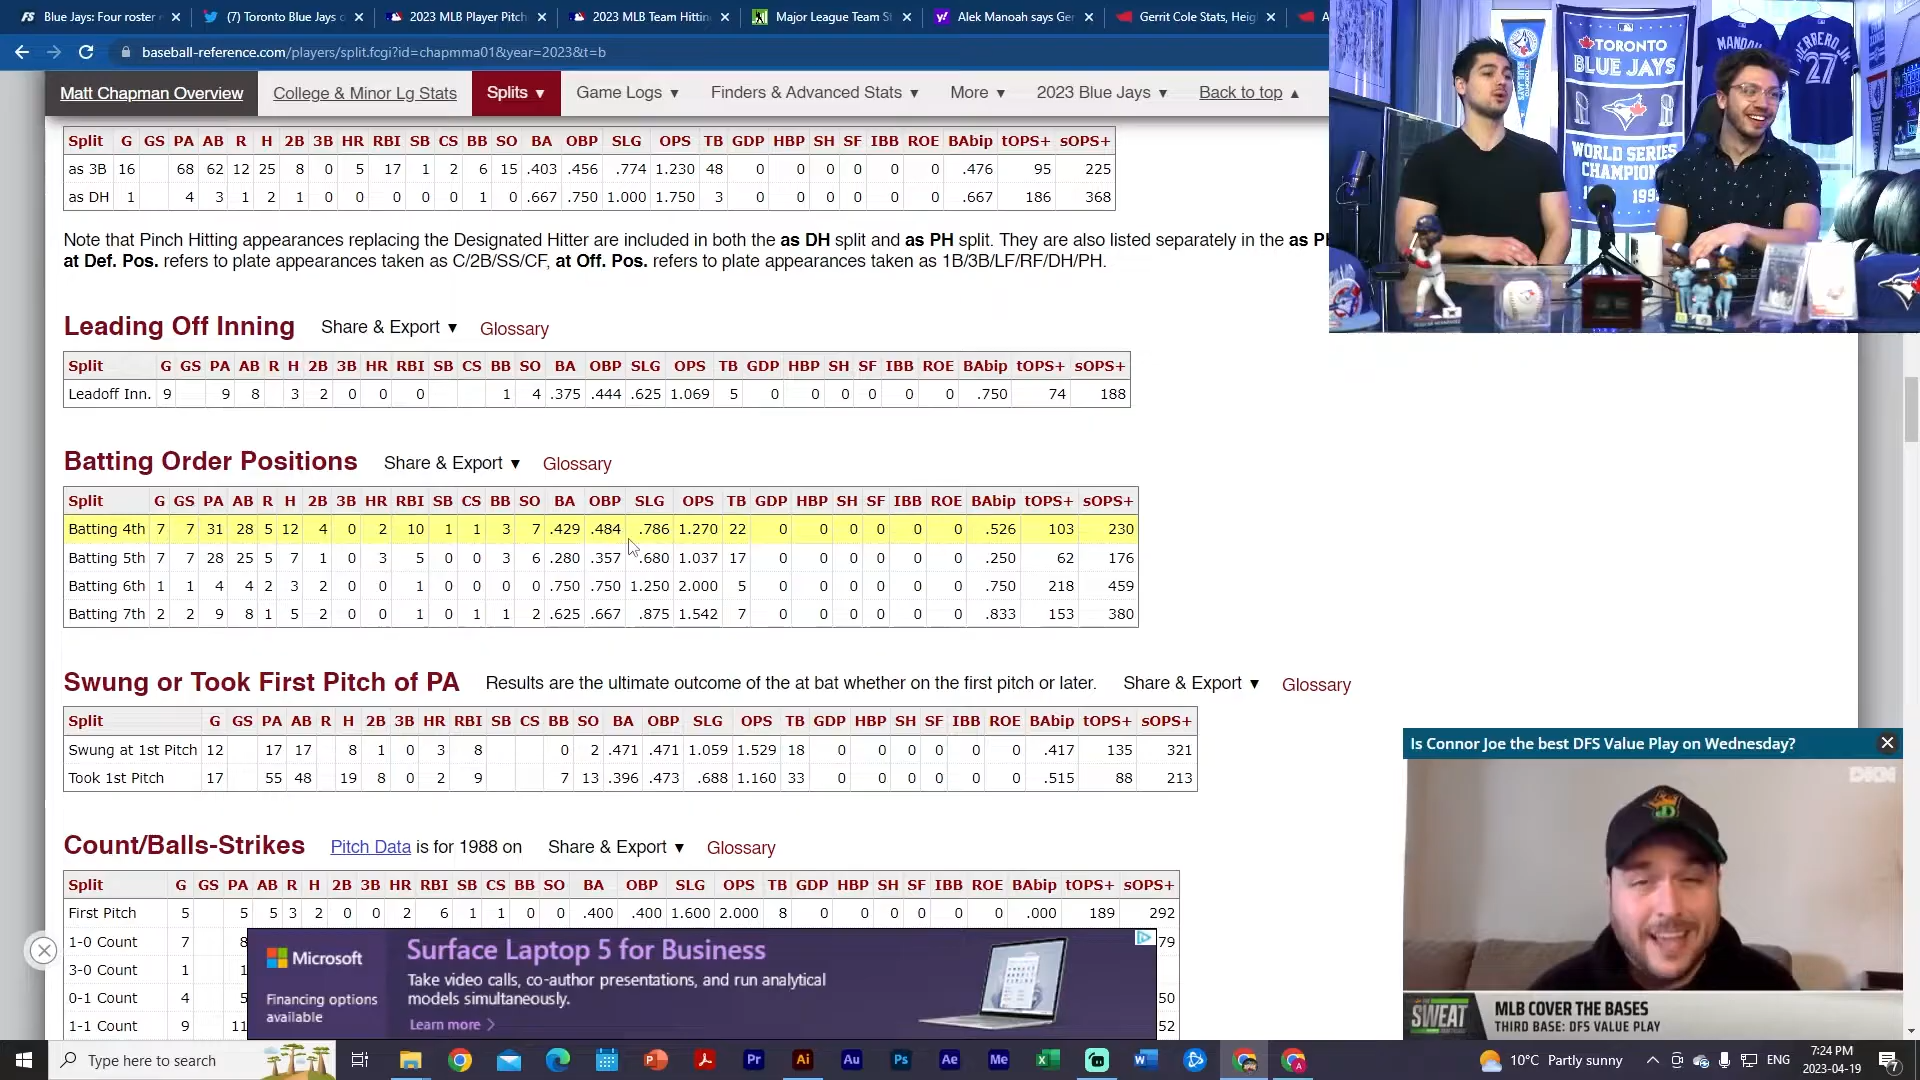 Blue Jays: Four roster
(7) Toronto Blue Jays
2023 MLB Player Pitch
2023 MLB Team Hittin
Major League Team S
Alek Manoah says Ger
Gerrit Cole Stats, Heig
baseball-reference.com/players/split.fcgi?id=chapmma01&year=2023&t=b
Matt Chapman Overview College & Minor Lg Stats Splits ▼ Game Logs ▼ Finders & Advanced Stats ▼ More ▼ 2023 Blue Jays ▼ Back to top ▲
Split G GS PA AB R H 2B 3B HR RBI SB CS BB SO BA OBP SLG OPS TB GDP HBP SH SF IBB ROE BAbip tOPS+ sOPS+
as 3B 16 68 62 12 25 8 0 5 17 1 2 6 15 .403 .456 .774 1.230 48 0 0 0 0 0 0 .476 95 225
as DH 1 4 3 1 2 1 0 0 0 0 0 1 0 .667 .750 1.000 1.750 3 0 0 0 0 0 0 .667 186 368
Note that Pinch Hitting appearances replacing the Designated Hitter are included in both the as DH split and as PH split. They are also listed separately in the as P
at Def. Pos. refers to plate appearances taken as C/2B/SS/CF, at Off. Pos. refers to plate appearances taken as 1B/3B/LF/RF/DH/PH.
Leading Off Inning Share & Export ▼ Glossary
Split G GS PA AB R H 2B 3B HR RBI SB CS BB SO BA OBP SLG OPS TB GDP HBP SH SF IBB ROE BAbip tOPS+ sOPS+
Leadoff Inn. 9 9 8 3 2 0 0 0 1 4 .375 .444 .625 1.069 5 0 0 0 0 0 0 .750 74 188
Batting Order Positions Share & Export ▼ Glossary
Split G GS PA AB R H 2B 3B HR RBI SB CS BB SO BA OBP SLG OPS TB GDP HBP SH SF IBB ROE BAbip tOPS+ sOPS+
Batting 4th 7 7 31 28 5 12 4 0 2 10 1 1 3 7 .429 .484 .786 1.270 22 0 0 0 0 0 0 .526 103 230
Batting 5th 7 7 28 25 5 7 1 0 3 5 0 0 3 6 .280 .357 .680 1.037 17 0 0 0 0 0 0 .250 62 176
Batting 6th 1 1 4 4 2 3 2 0 0 1 0 0 0 0 .750 .750 1.250 2.000 5 0 0 0 0 0 0 .750 218 459
Batting 7th 2 2 9 8 1 5 2 0 0 1 0 1 1 2 .625 .667 .875 1.542 7 0 0 0 0 0 0 .833 153 380
Swung or Took First Pitch of PA Results are the ultimate outcome of the at bat whether on the first pitch or later. Share & Export ▼ Glossary
Split G GS PA AB R H 2B 3B HR RBI SB CS BB SO BA OBP SLG OPS TB GDP HBP SH SF IBB ROE BAbip tOPS+ sOPS+
Swung at 1st Pitch 12 17 17 8 1 0 3 8 0 2 .471 .471 1.059 1.529 18 0 0 0 0 0 0 .417 135 321
Took 1st Pitch 17 55 48 19 8 0 2 9 7 13 .396 .473 .688 1.160 33 0 0 0 0 0 0 .515 88 213
Count/Balls-Strikes Pitch Data is for 1988 on Share & Export ▼ Glossary
Split G GS PA AB R H 2B 3B HR RBI SB CS BB SO BA OBP SLG OPS TB GDP HBP SH SF IBB ROE BAbip tOPS+ sOPS+
First Pitch 5 5 5 3 2 0 0 2 6 1 1 0 0 .400 .400 1.600 2.000 8 0 0 0 0 0 0 .000 189 292
1-0 Count 7 8 79
3-0 Count 1 1
0-1 Count 4 5 50
1-1 Count 9 11 52
Microsoft
Financing options
available
Surface Laptop 5 for Business
Take video calls, co-author presentations, and run analytical
models simultaneously.
Learn more
TORONTO
BLUE JAYS
WORLD SERIES
CHAMPION
MANOAH
GUERRERO JR.
27
Is Connor Joe the best DFS Value Play on Wednesday?
DKN
SWEAT
MLB COVER THE BASES
THIRD BASE: DFS VALUE PLAY
Type here to search
10°C Partly sunny
ENG
7:24 PM
2023-04-19
7